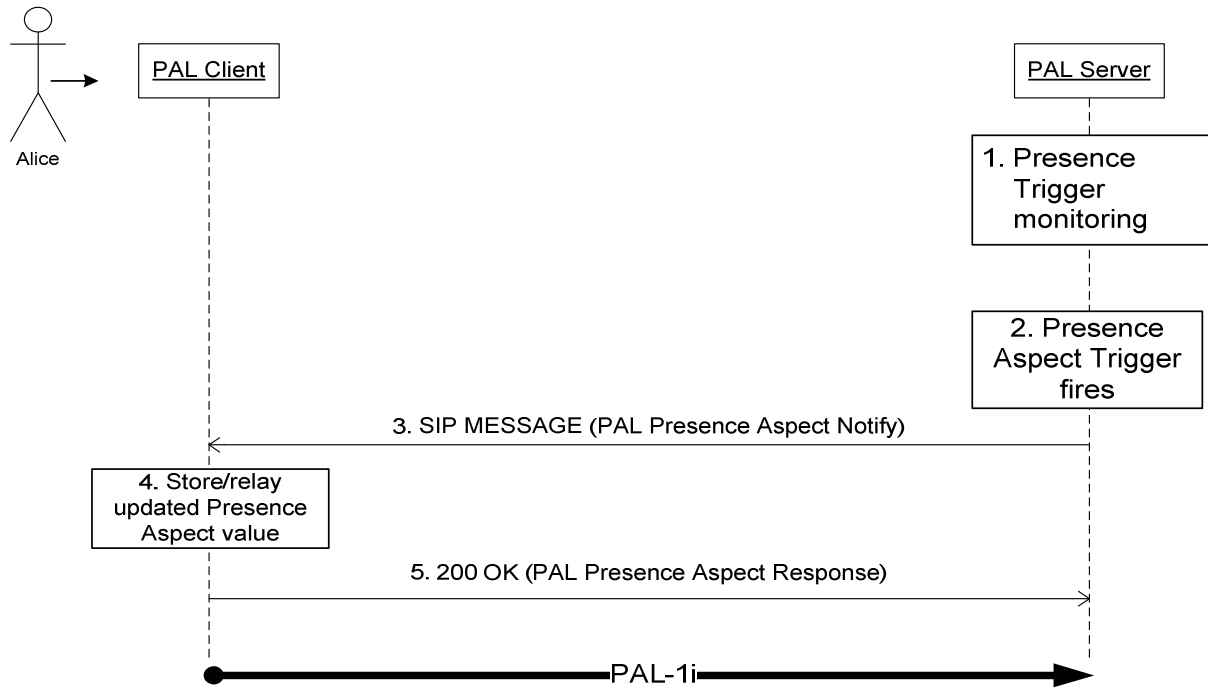 PAL Client
PAL Server
Alice
1. Presence
Trigger
monitoring
2. Presence
Aspect Trigger
fires
3. SIP MESSAGE (PAL Presence Aspect Notify)
4. Store/relay
updated Presence
Aspect value
5. 200 OK (PAL Presence Aspect Response)
PAL-1i